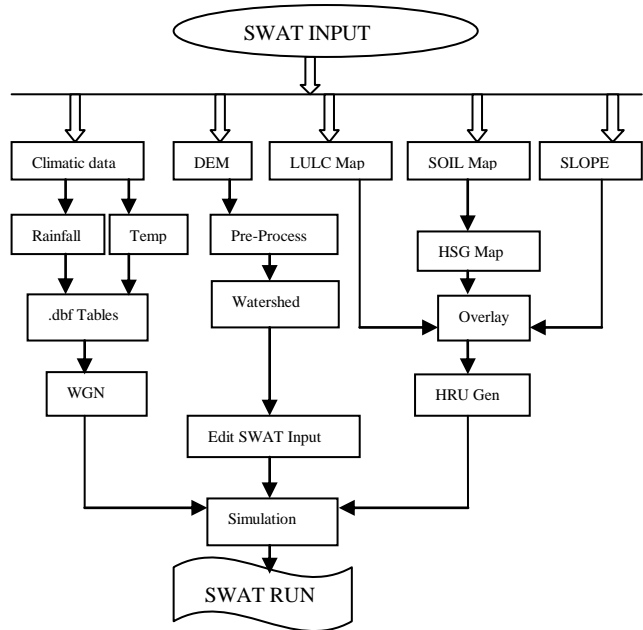 SWAT INPUT
Climatic data
DEM
LULC Map
SOIL Map
SLOPE
Rainfall
Temp
Pre-Process
HSG Map
.dbf Tables
Watershed
Overlay
WGN
HRU Gen
Edit SWAT Input
Simulation
SWAT RUN